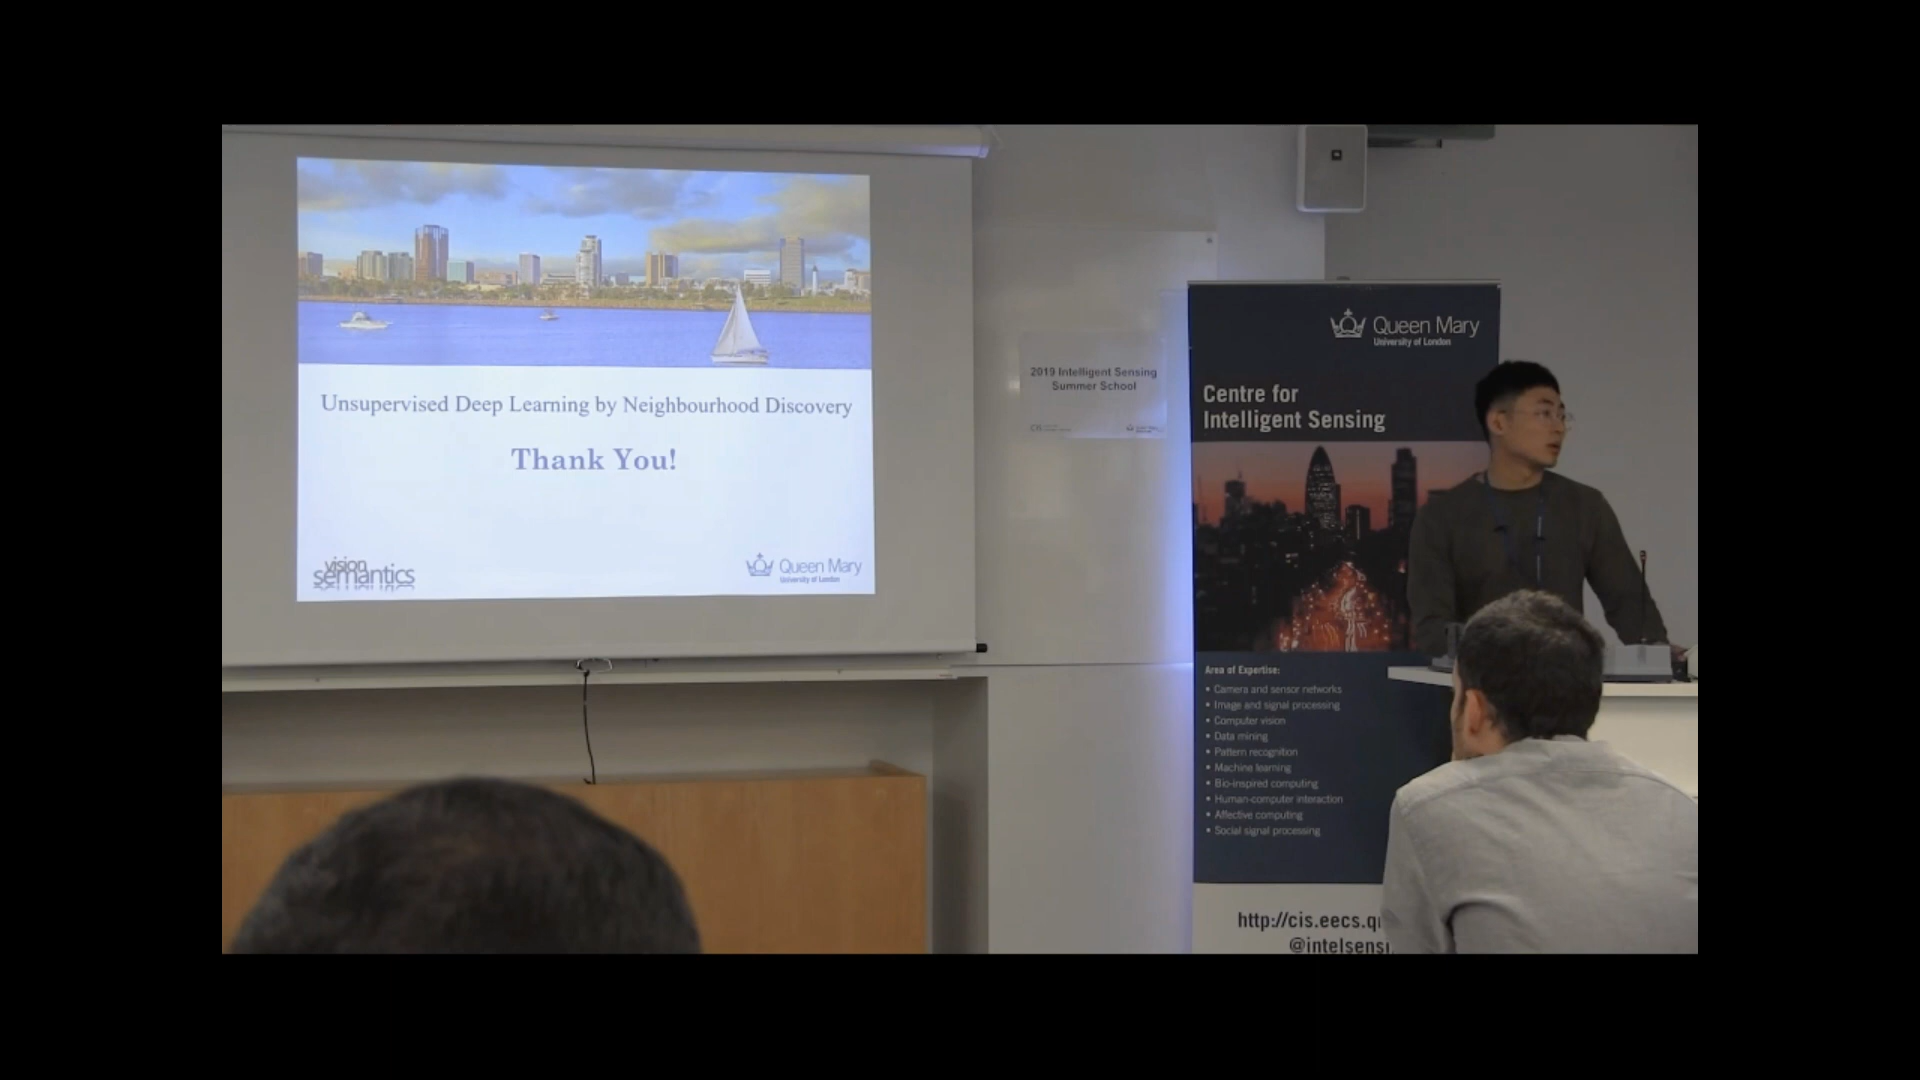 Unsupervised Deep Learning by Neighbourhood Discovery
Thank You!
vision
semantics
Queen Mary
University of London
2019 Intelligent Sensing
Summer School
CIS
Queen Mary
University of London
Centre for
Intelligent Sensing
Area of Expertise:
• Camera and sensor networks
• Image and signal processing
• Computer vision
• Data mining
• Pattern recognition
• Machine learning
• Bio-inspired computing
• Human-computer interaction
• Affective computing
• Social signal processing
http://cis.eecs.q
@intelsensi